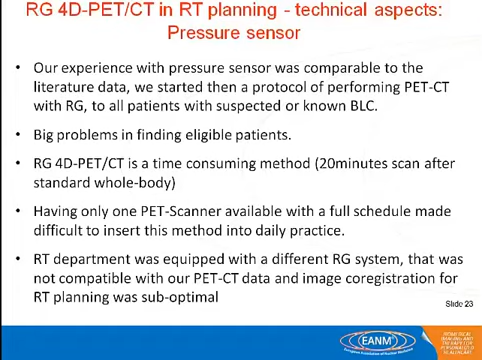 RG 4D-PET/CT in RT planning - technical aspects:
Pressure sensor
• Our experience with pressure sensor was comparable to the
literature data, we started then a protocol of performing PET-CT
with RG, to all patients with suspected or known BLC.
• Big problems in finding eligible patients.
• RG 4D-PET/CT is a time consuming method (20minutes scan after
standard whole-body)
• Having only one PET-Scanner available with a full schedule made
difficult to insert this method into daily practice.
• RT department was equipped with a different RG system, that was
not compatible with our PET-CT data and image coregistration for
RT planning was sub-optimal
Slide 23
EANM
European Association of Nuclear Medicine